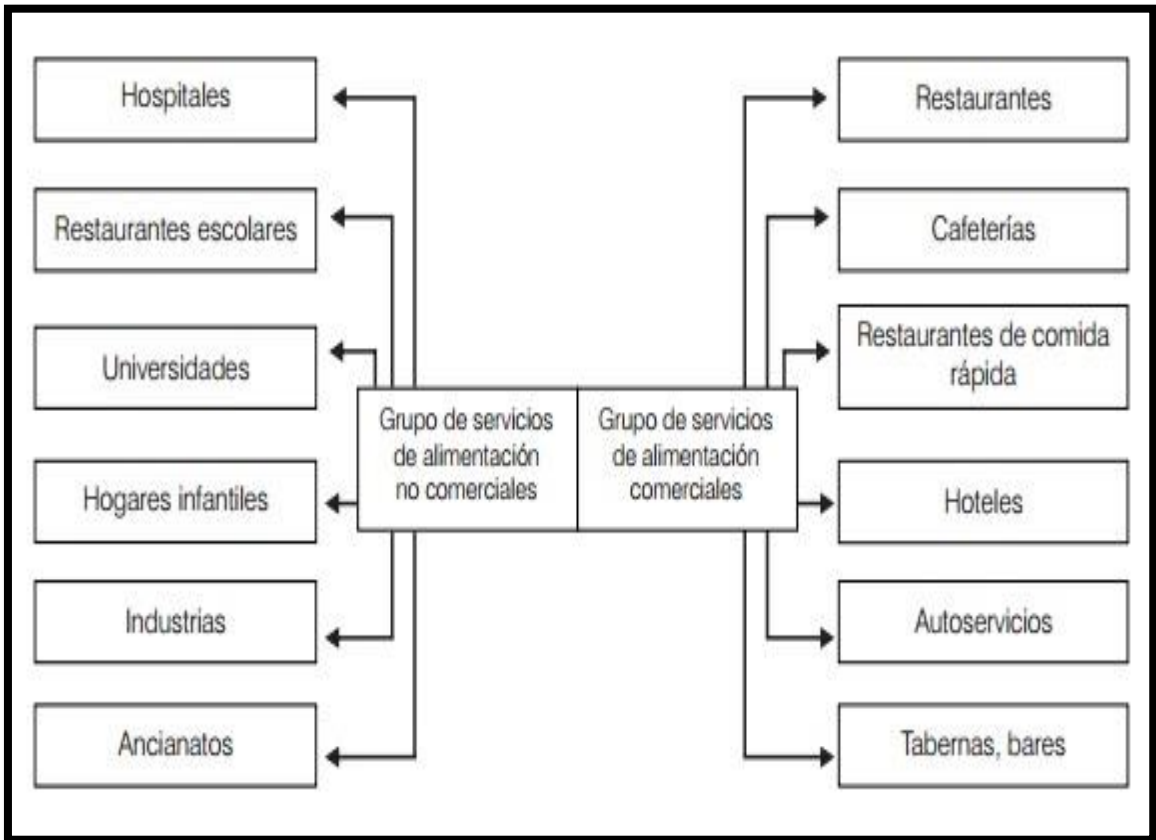 Hospitales
Restaurantes escolares
Universidades
Hogares infantiles
Industrias
Ancianatos
Grupo de servicios
de alimentación
no comerciales
Grupo de servicios
de alimentación
comerciales
Restaurantes
Cafeterías
Restaurantes de comida
rápida
Hoteles
Autoservicios
Tabernas, bares